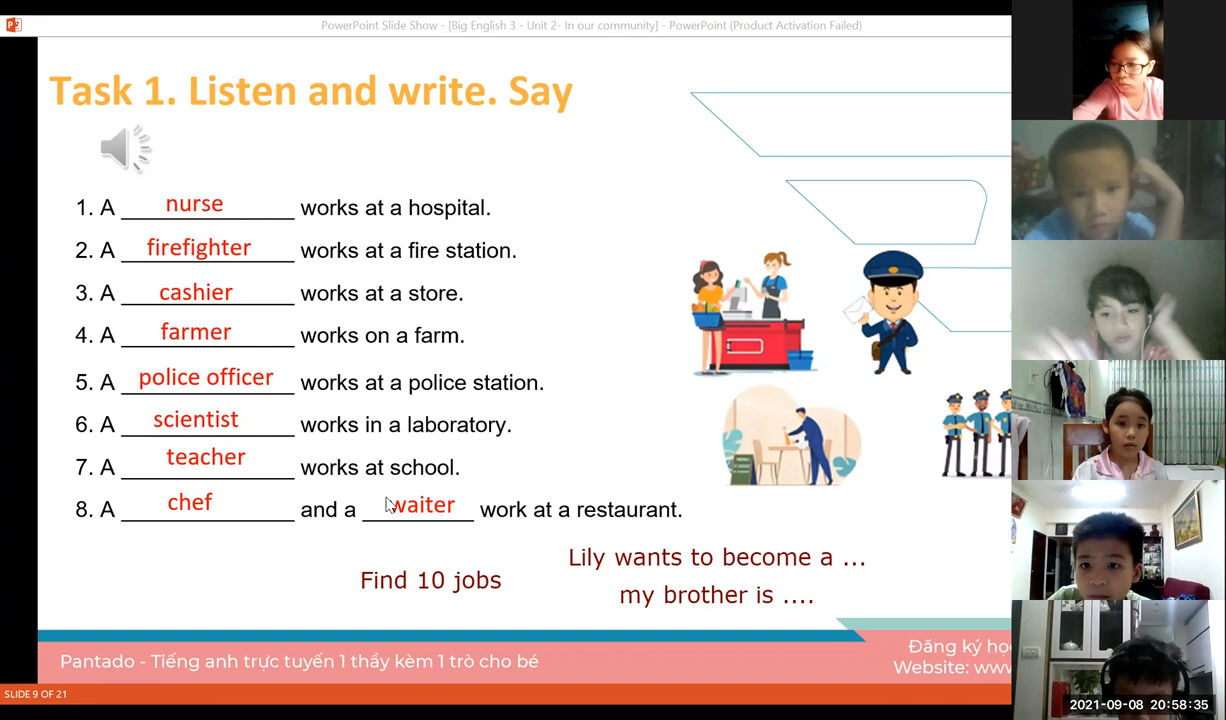 PowerPoint Slide Show - [Big English 3 - Unit 2- In our community] - PowerPoint (Product Activation Failed)
Task 1. Listen and write. Say
1. A nurse works at a hospital.
2. A firefighter works at a fire station.
3. A cashier works at a store.
4. A farmer works on a farm.
5. A police officer works at a police station.
6. A scientist works in a laboratory.
7. A teacher works at school.
8. A chef and a waiter work at a restaurant.
Lily wants to become a ...
Find 10 jobs
my brother is ....
Pantado - Tiếng anh trực tuyến 1 thầy kèm 1 trò cho bé
Đăng ký
Website: www
SLIDE 9 OF 21
2021-09-08 20:58:35